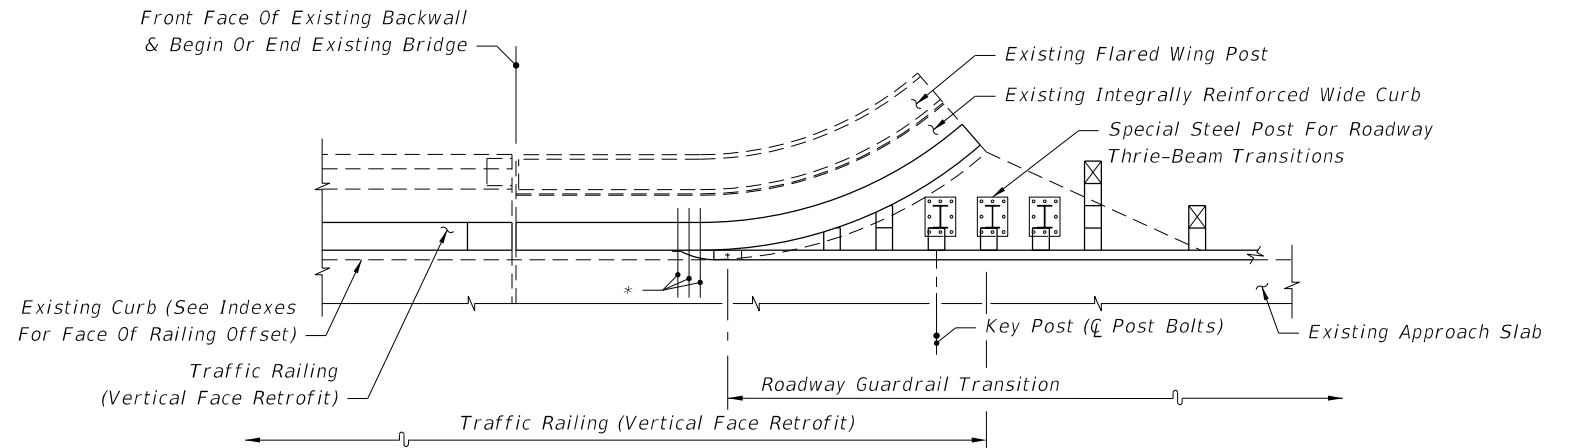 Front Face Of Existing Backwall
& Begin Or End Existing Bridge
Existing Flared Wing Post
Existing Integrally Reinforced Wide Curb
Special Steel Post For Roadway
Thrie-Beam Transitions
*
Existing Curb (See Indexes
For Face Of Railing Offset)
Key Post (℄ Post Bolts)
Existing Approach Slab
Traffic Railing
(Vertical Face Retrofit)
Roadway Guardrail Transition
Traffic Railing (Vertical Face Retrofit)